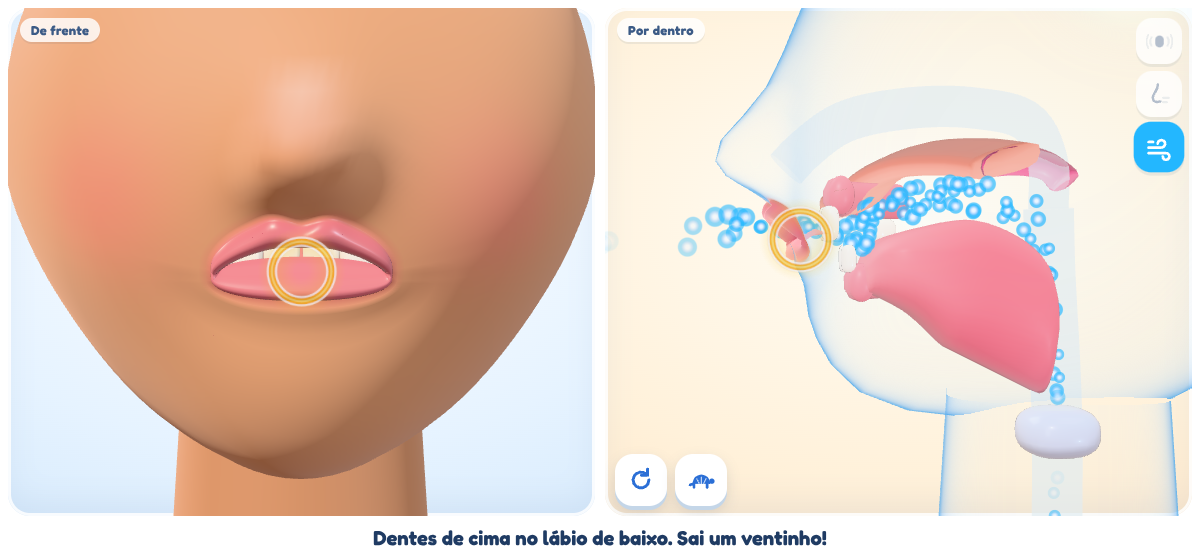 De frente
Por dentro
Dentes de cima no lábio de baixo. Sai um ventinho!